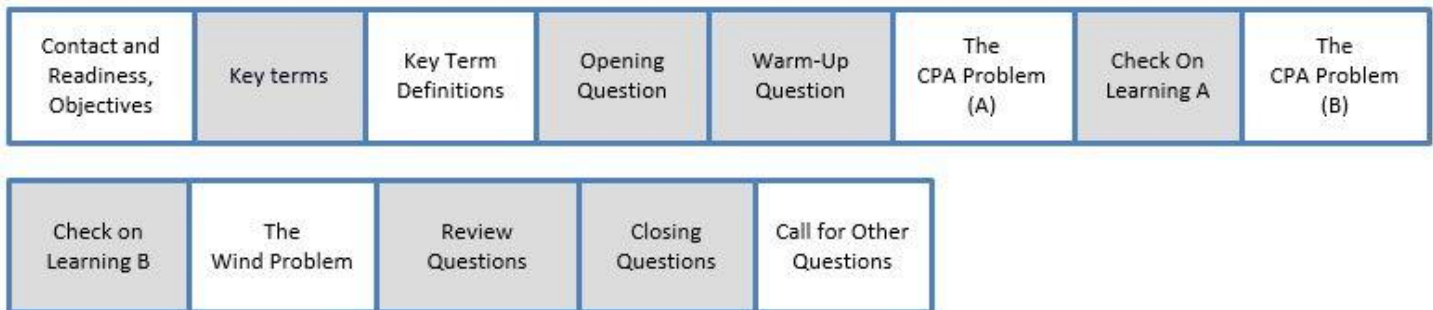 Contact and
Readiness,
Objectives
Key terms
Key Term
Definitions
Opening
Question
Warm-Up
Question
The
CPA Problem
(A)
Check On
Learning A
The
CPA Problem
(B)
Check on
Learning B
The
Wind Problem
Review
Questions
Closing
Questions
Call for Other
Questions